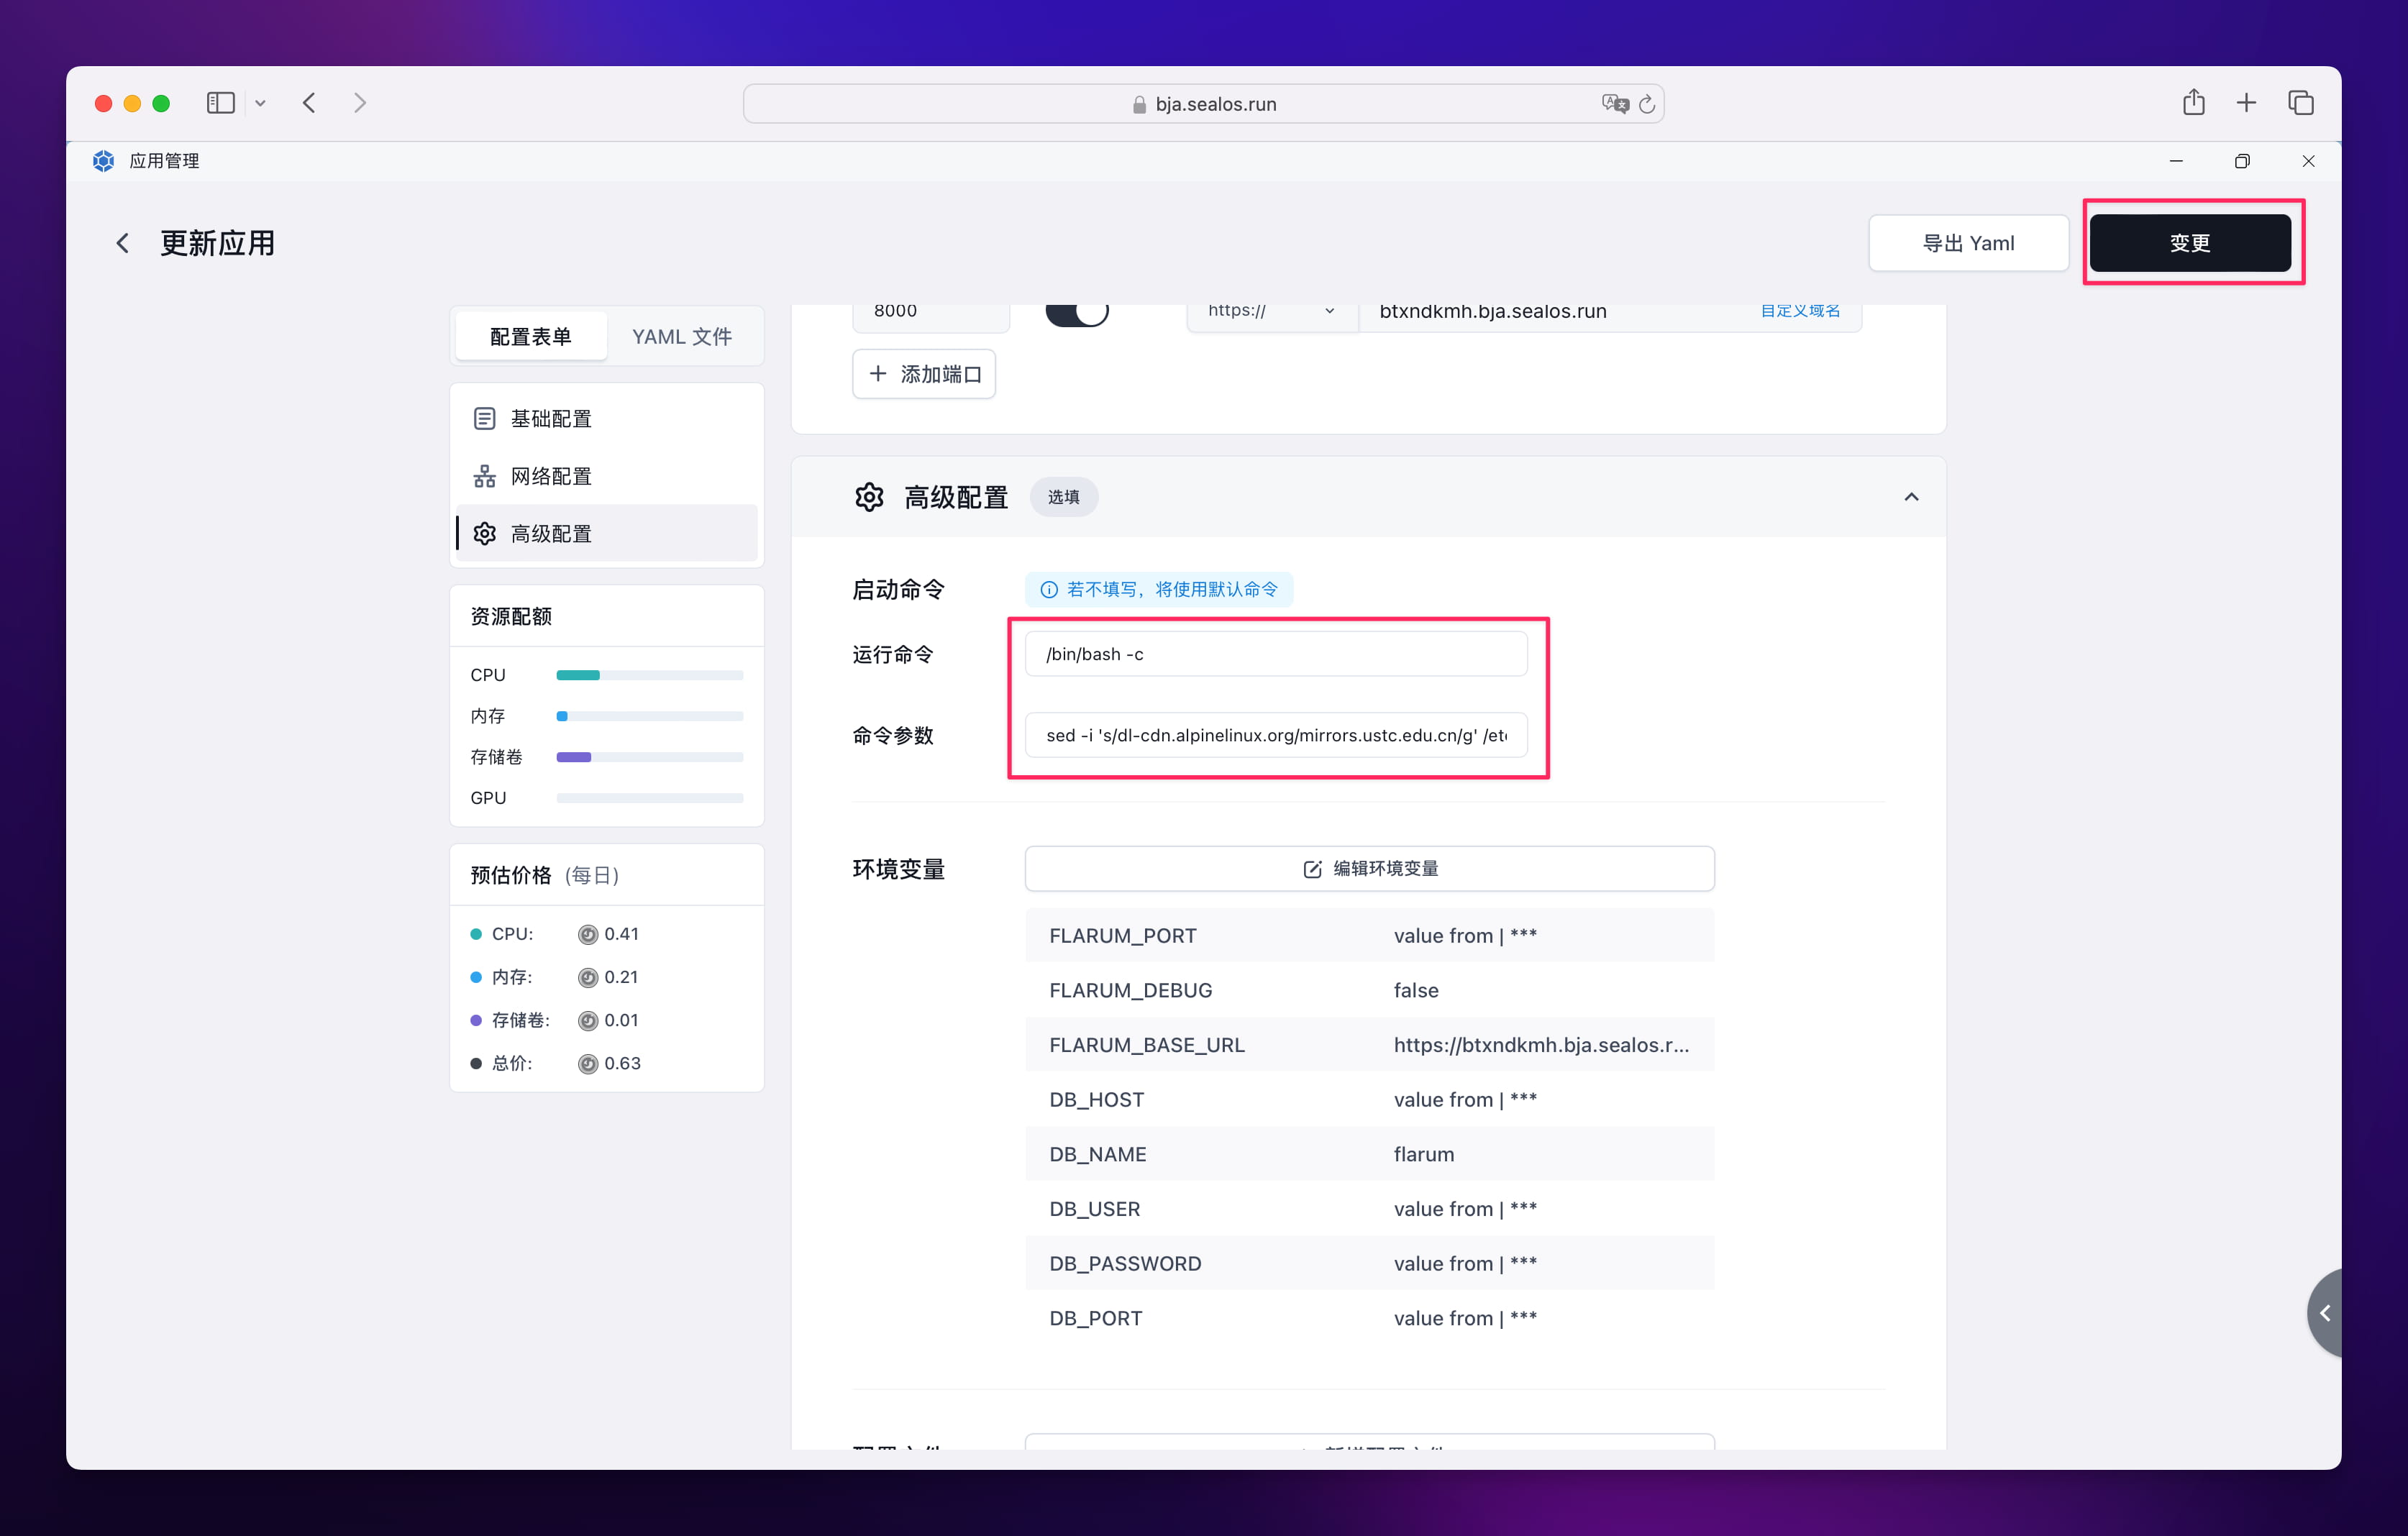 bja.sealos.run
应用管理
更新应用
导出 Yaml
变更
配置表单
YAML 文件
基础配置
网络配置
高级配置
资源配额
CPU
内存
存储卷
GPU
预估价格 (每日)
CPU: 0.41
内存: 0.21
存储卷: 0.01
总价: 0.63
8000
https://
btxndkmh.bja.sealos.run
自定义域名
添加端口
高级配置
选填
启动命令
若不填写，将使用默认命令
运行命令
/bin/bash -c
命令参数
sed -i 's/dl-cdn.alpinelinux.org/mirrors.ustc.edu.cn/g' /etc
环境变量
编辑环境变量
FLARUM_PORT value from | ***
FLARUM_DEBUG false
FLARUM_BASE_URL https://btxndkmh.bja.sealos.r...
DB_HOST value from | ***
DB_NAME flarum
DB_USER value from | ***
DB_PASSWORD value from | ***
DB_PORT value from | ***